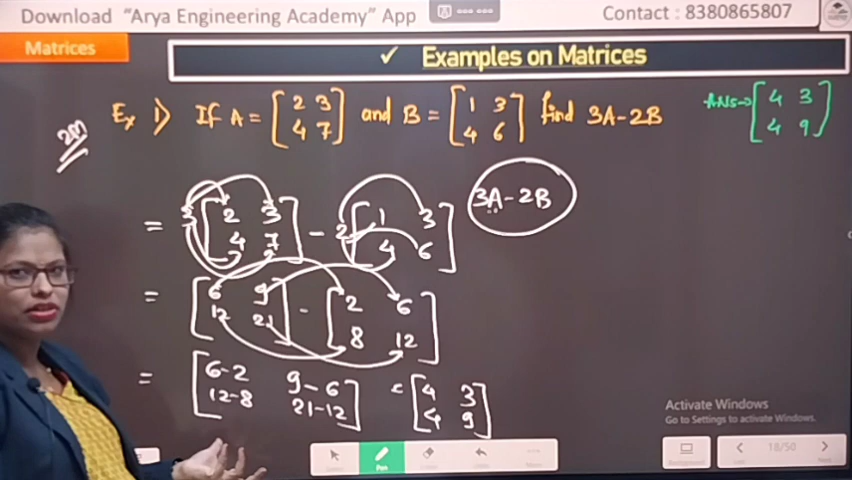 Download "Arya Engineering Academy" App
Contact : 8380865807
Matrices
✓ Examples on Matrices
2M
Ex 1) If A = [2 3 and B = [1 3 find 3A-2B Ans→ [4 3
4 7] 4 6] 4 9]
3A-2B
= 3[2 3 - 2[1 3
4 7] 4 6]
= [6 9 - [2 6
12 21] 8 12]
= [6-2 9-6 = [4 3
12-8 21-12] 4 9]
Activate Windows
Go to Settings to activate Windows.
Pen
18/50